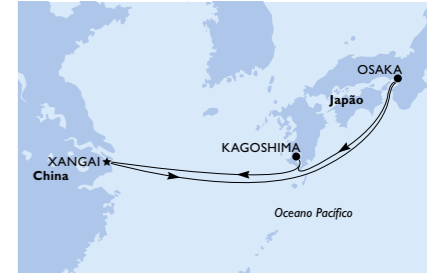 OSAKA
Japão
KAGOSHIMA
XANGAI
China
Oceano Pacífico